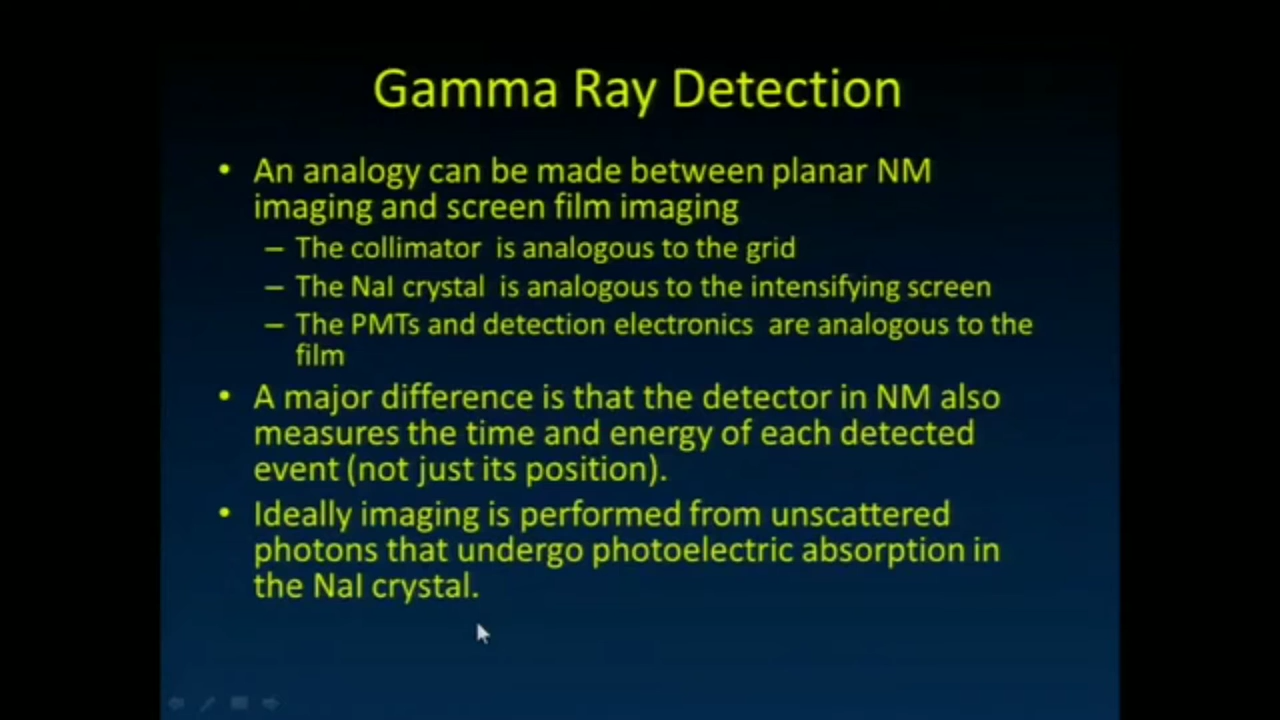 Gamma Ray Detection
• An analogy can be made between planar NM
imaging and screen film imaging
– The collimator is analogous to the grid
– The NaI crystal is analogous to the intensifying screen
– The PMTs and detection electronics are analogous to the
film
• A major difference is that the detector in NM also
measures the time and energy of each detected
event (not just its position).
• Ideally imaging is performed from unscattered
photons that undergo photoelectric absorption in
the NaI crystal.